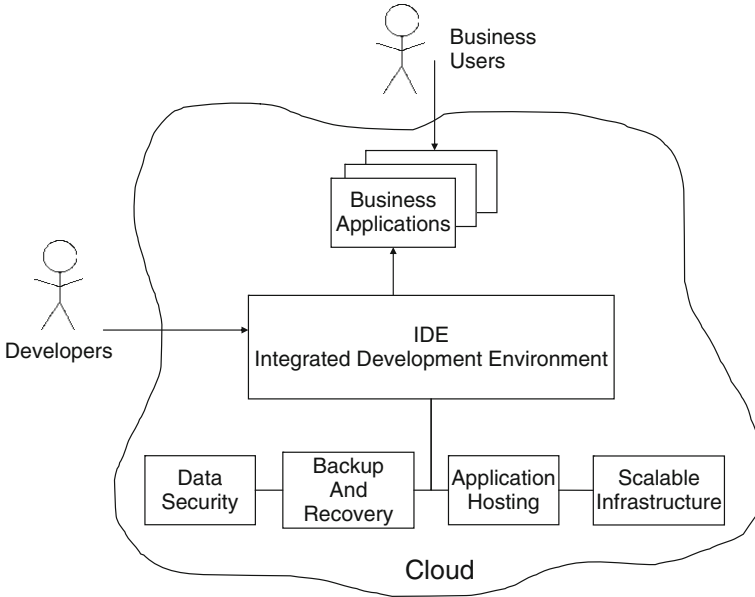 Business
Users
Business
Applications
Developers
IDE
Integrated Development Environment
Data
Security
Backup
And
Recovery
Application
Hosting
Scalable
Infrastructure
Cloud